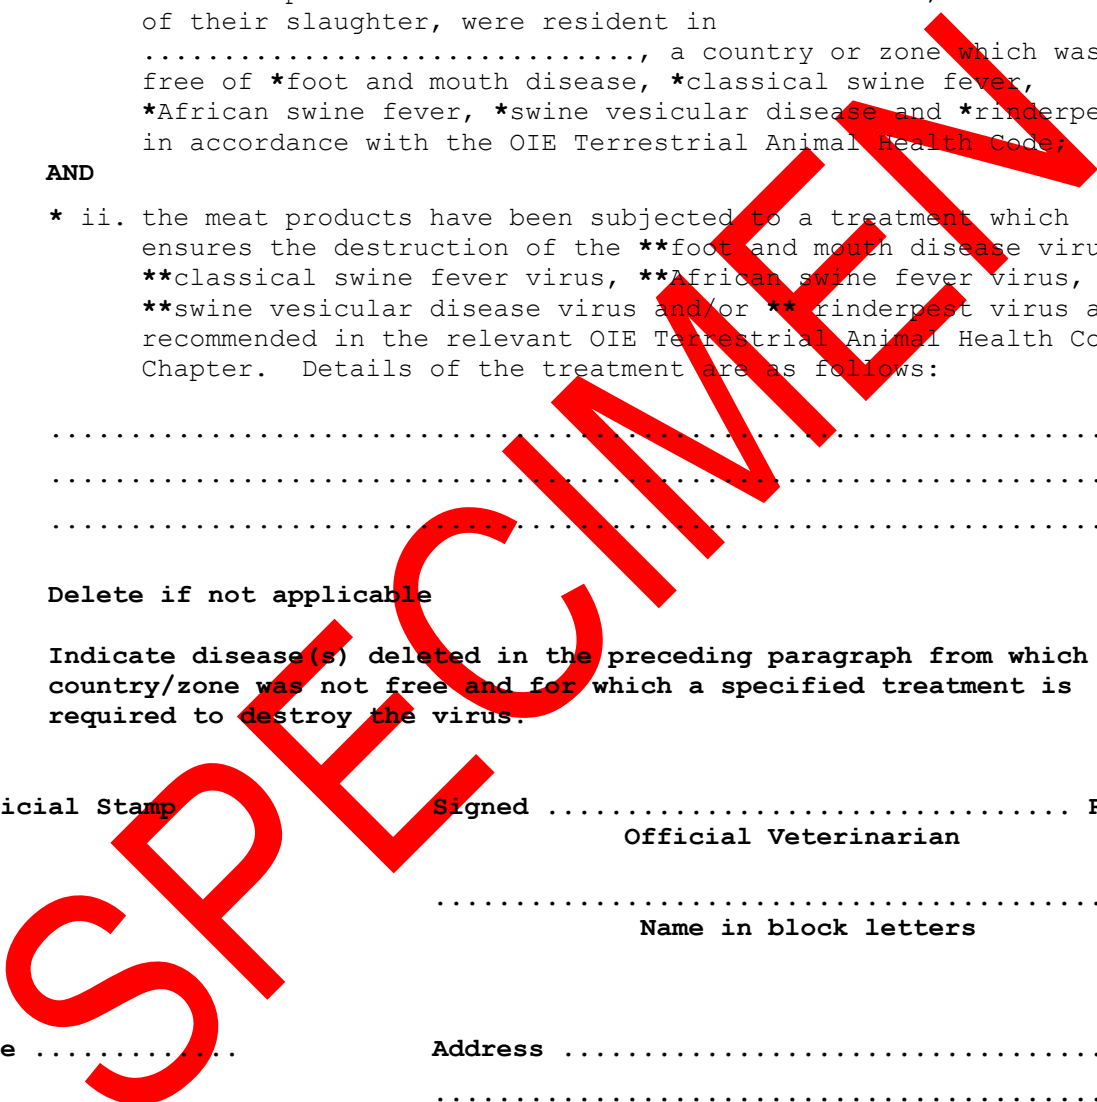 of their slaughter, were resident in
..............................., a country or zone which was
free of *foot and mouth disease, *classical swine fever,
*African swine fever, *swine vesicular disease and *rinderpe
in accordance with the OIE Terrestrial Animal Health Code;
AND
* ii. the meat products have been subjected to a treatment which
ensures the destruction of the **foot and mouth disease viru
**classical swine fever virus, **African swine fever virus,
**swine vesicular disease virus and/or ** rinderpest virus a
recommended in the relevant OIE Terrestrial Animal Health Co
Chapter. Details of the treatment are as follows:
..................................................................
..................................................................
..................................................................
Delete if not applicable
Indicate disease(s) deleted in the preceding paragraph from which
country/zone was not free and for which a specified treatment is
required to destroy the virus.
icial Stamp Signed ................................. R
Official Veterinarian
..........................................
Name in block letters
e ............. Address ..................................
..........................................
SPECIMEN